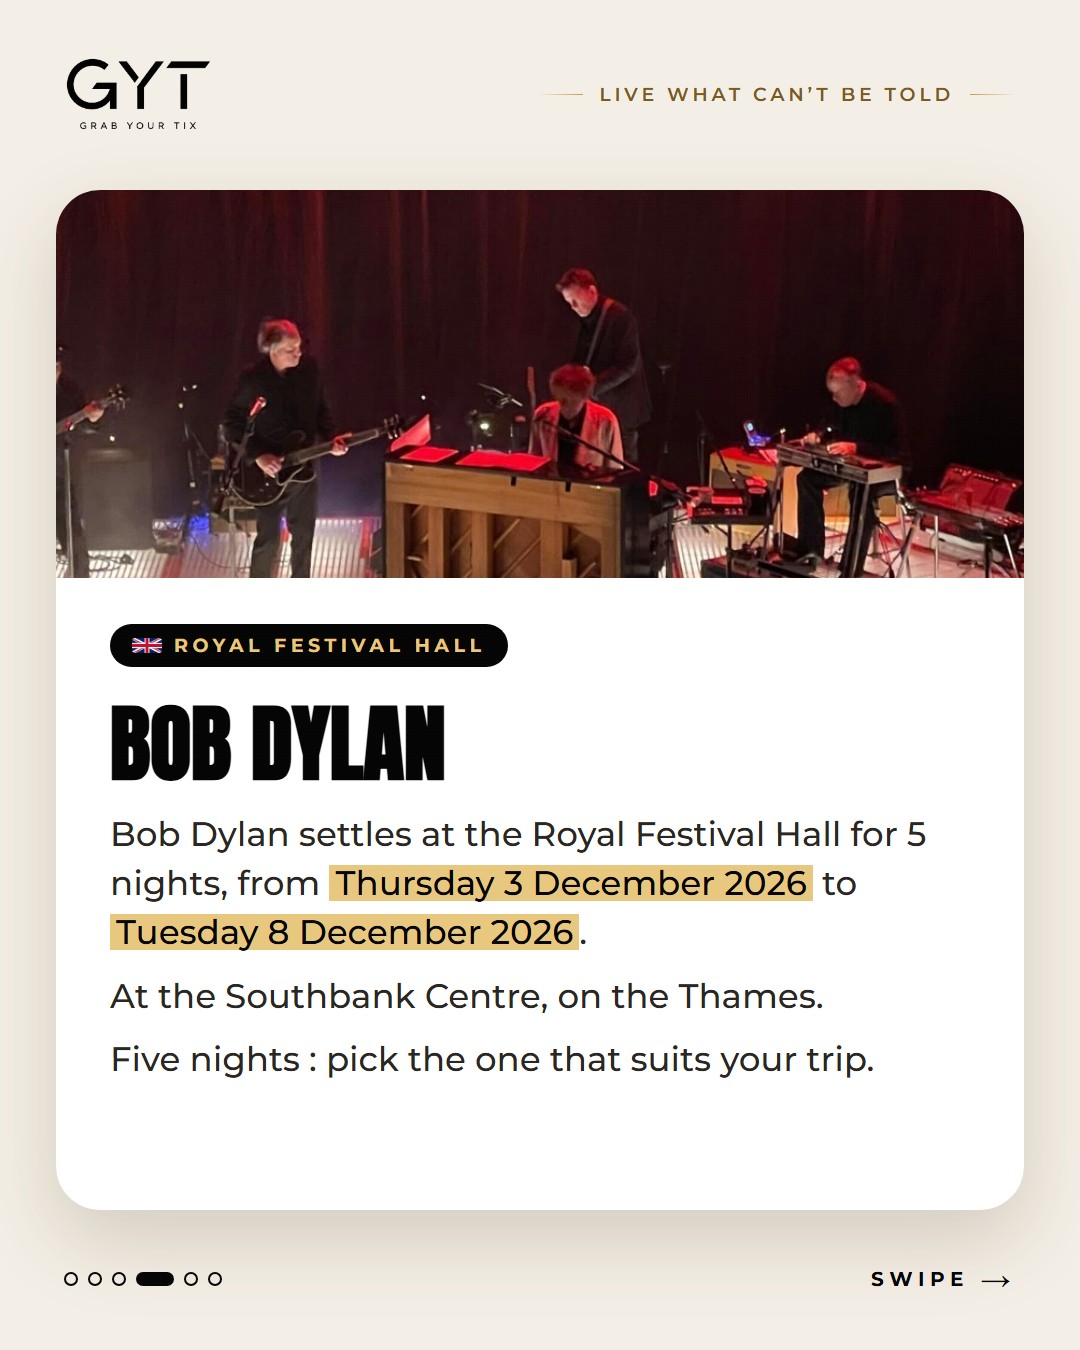 GYT
GRAB YOUR TIX
LIVE WHAT CAN’T BE TOLD
ROYAL FESTIVAL HALL
BOB DYLAN
Bob Dylan settles at the Royal Festival Hall for 5
nights, from Thursday 3 December 2026 to
Tuesday 8 December 2026.
At the Southbank Centre, on the Thames.
Five nights : pick the one that suits your trip.
SWIPE →